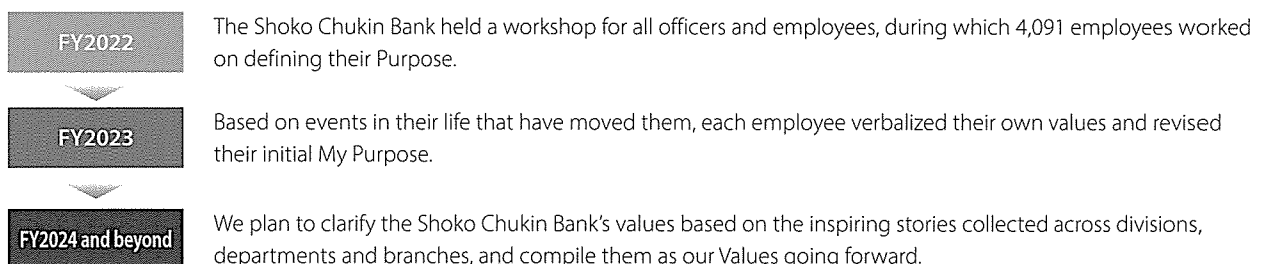 FY2022
The Shoko Chukin Bank held a workshop for all officers and employees, during which 4,091 employees worked
on defining their Purpose.
FY2023
Based on events in their life that have moved them, each employee verbalized their own values and revised
their initial My Purpose.
FY2024 and beyond
We plan to clarify the Shoko Chukin Bank's values based on the inspiring stories collected across divisions,
departments and branches, and compile them as our Values going forward.